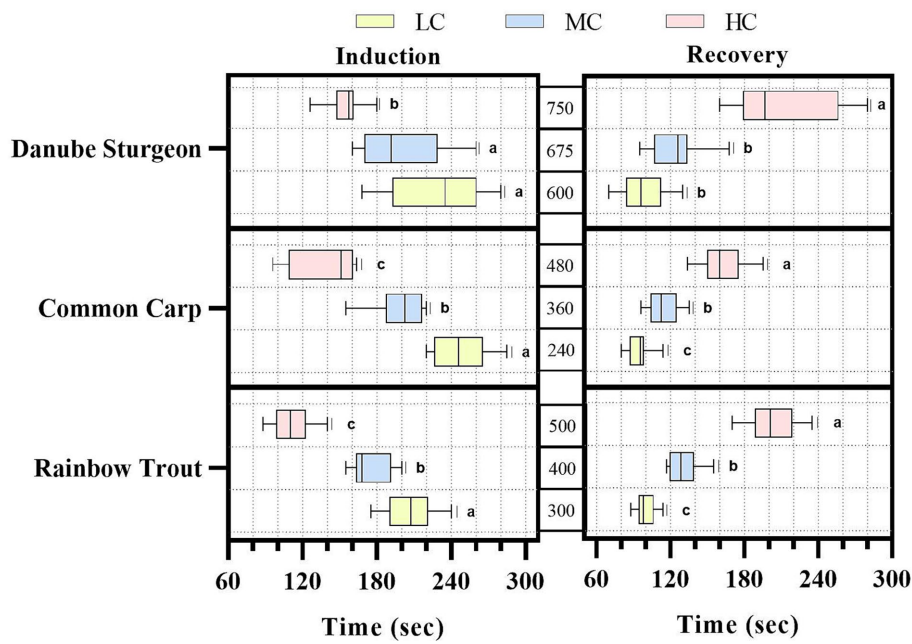 LC MC HC
Induction Recovery
b 750 a
Danube Sturgeon a 675 b
a 600 b
c 480 a
Common Carp b 360 b
a 240 c
c 500 a
Rainbow Trout b 400 b
a 300 c
60 120 180 240 300 60 120 180 240 300
Time (sec) Time (sec)